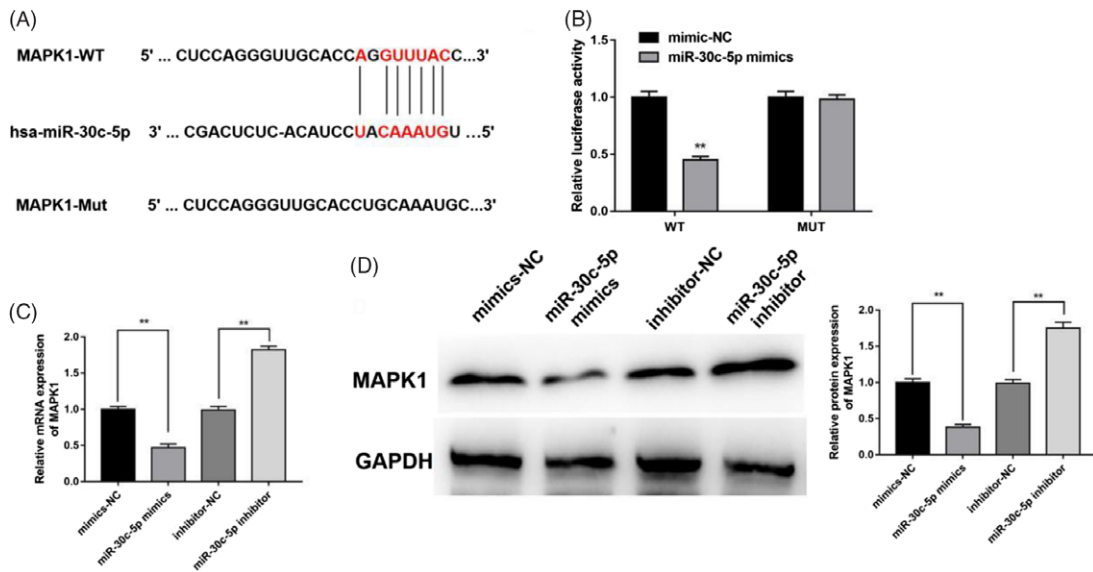 (A)
MAPK1-WT 5' ... CUCCAGGGUUGCACCAGGUUUACC...3'
hsa-miR-30c-5p 3' ... CGACUCUC-ACAUCCUACAAAUGU ...5'
MAPK1-Mut 5' ... CUCCAGGGUUGCACCUGCAAAUGC...3'
(B)
mimic-NC
miR-30c-5p mimics
Relative luciferase activity
1.5
1.0
0.5
0.0
**
WT MUT
(C)
Relative mRNA expression
of MAPK1
2.0
1.5
1.0
0.5
0.0
** **
mimics-NC
miR-30c-5p mimics
inhibitor-NC
miR-30c-5p inhibitor
(D)
mimics-NC
miR-30c-5p
mimics
inhibitor-NC
miR-30c-5p
inhibitor
MAPK1
GAPDH
Relative protein expression
of MAPK1
2.0
1.5
1.0
0.5
0.0
** **
mimics-NC
miR-30c-5p mimics
inhibitor-NC
miR-30c-5p inhibitor